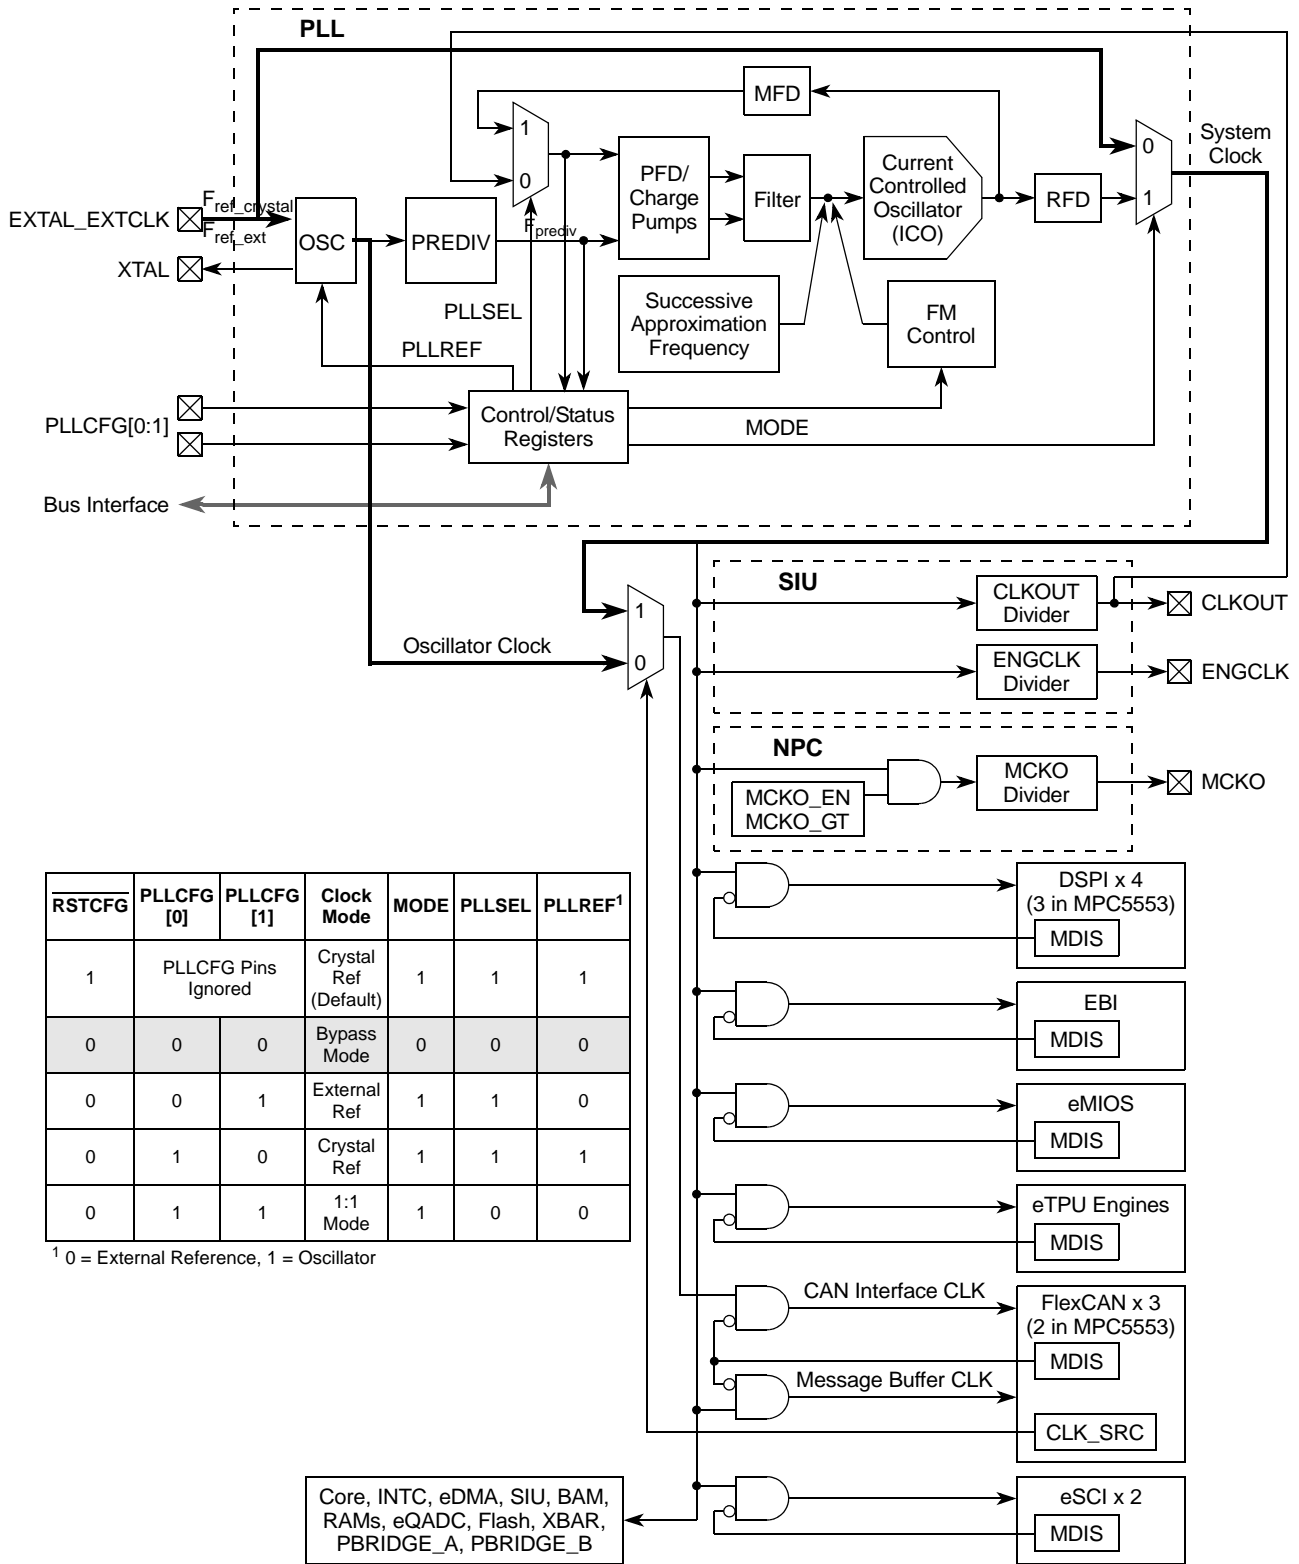 PLL
MFD
1
0
PFD/
Charge
Pumps
Filter
Current
Controlled
Oscillator
(ICO)
RFD
0
1
System
Clock
EXTAL_EXTCLK
Fref_crystal
Fref_ext
XTAL
OSC
PREDIV
Fprediv
PLLSEL
PLLREF
Successive
Approximation
Frequency
FM
Control
PLLCFG[0:1]
Control/Status
Registers
MODE
Bus Interface
SIU
CLKOUT
Divider
CLKOUT
1
0
Oscillator Clock
ENGCLK
Divider
ENGCLK
NPC
MCKO_EN
MCKO_GT
MCKO
Divider
MCKO
DSPI x 4
(3 in MPC5553)
MDIS
EBI
MDIS
eMIOS
MDIS
eTPU Engines
MDIS
CAN Interface CLK
FlexCAN x 3
(2 in MPC5553)
MDIS
Message Buffer CLK
CLK_SRC
eSCI x 2
MDIS
Core, INTC, eDMA, SIU, BAM,
RAMs, eQADC, Flash, XBAR,
PBRIDGE_A, PBRIDGE_B
RSTCFG PLLCFG [0] PLLCFG [1] Clock Mode MODE PLLSEL PLLREF1
1 PLLCFG Pins Ignored Crystal Ref (Default) 1 1 1
0 0 0 Bypass Mode 0 0 0
0 0 1 External Ref 1 1 0
0 1 0 Crystal Ref 1 1 1
0 1 1 1:1 Mode 1 0 0
1 0 = External Reference, 1 = Oscillator